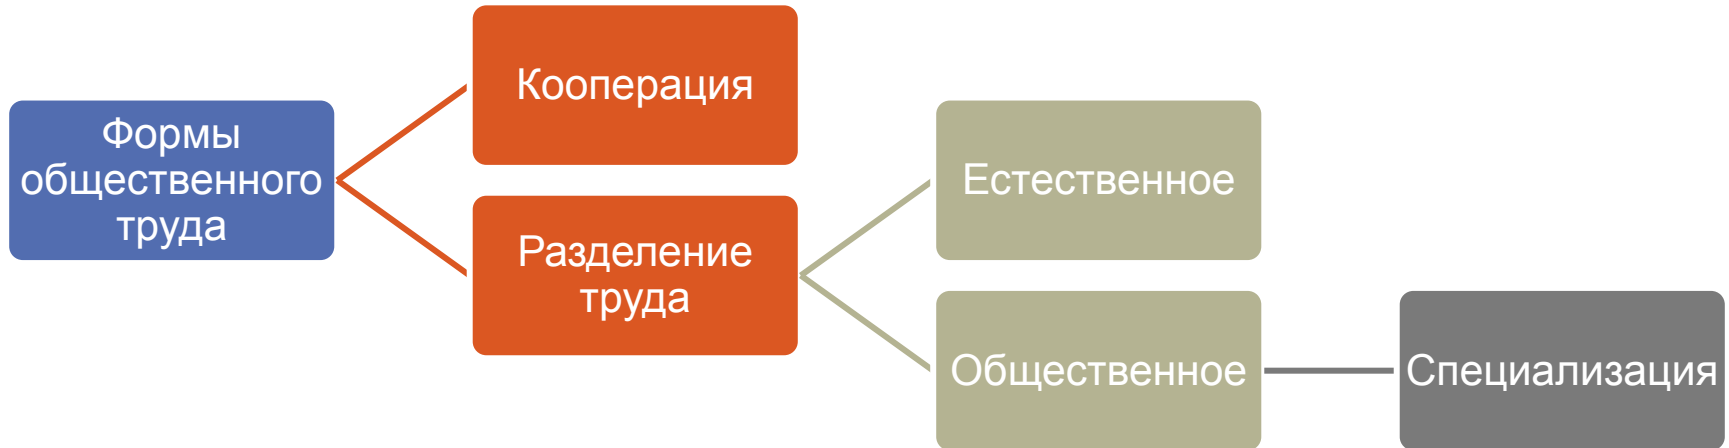 Формы
общественного
труда
Кооперация
Разделение
труда
Естественное
Общественное
Специализация